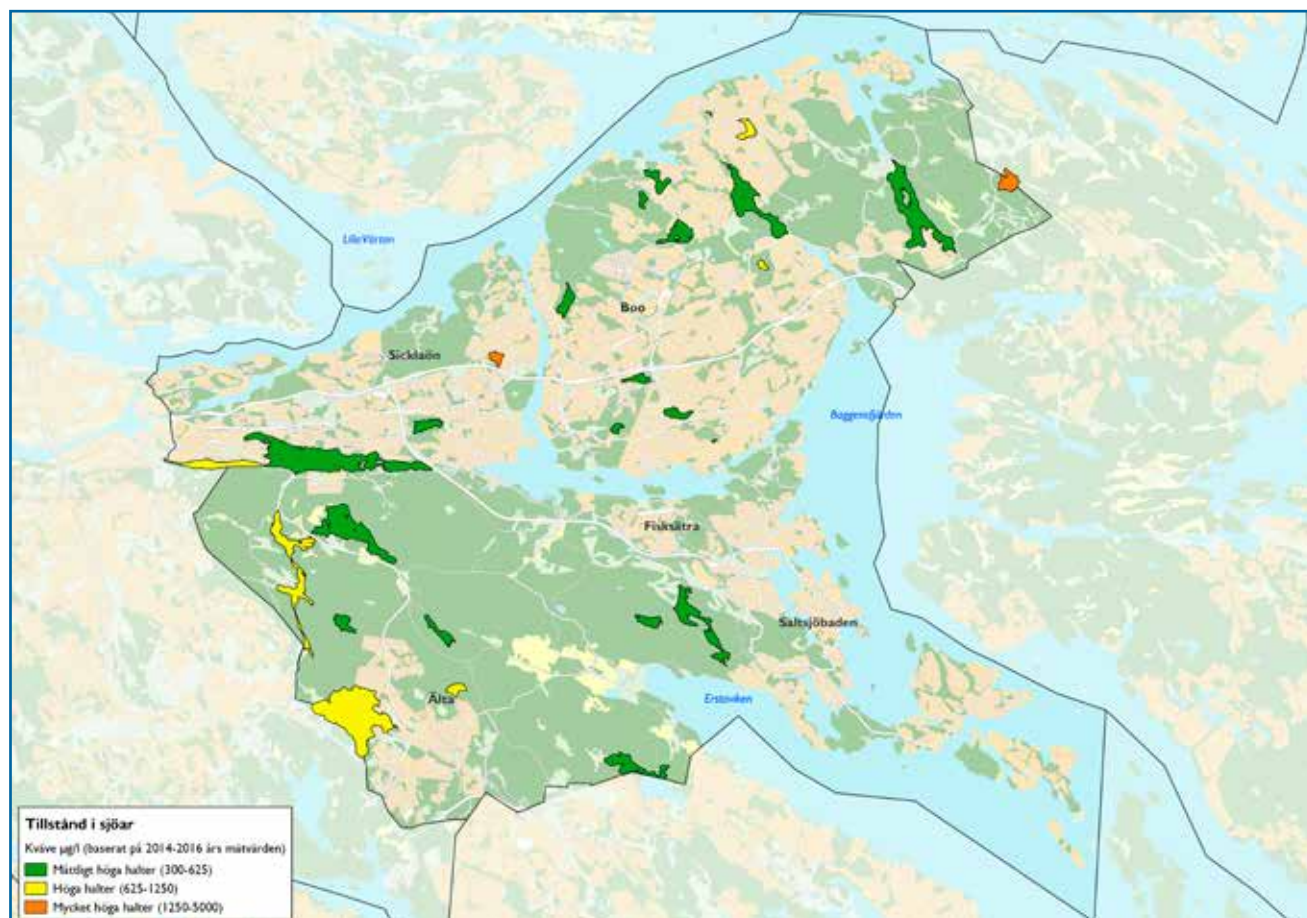 Lilla Värtan
Boo
Sicklaön
Baggensfjärden
Fisksätra
Saltsjöbaden
Älta
Erstaviken
Tillstånd i sjöar
Kväve µg/l (baserat på 2014-2016 års mätvärden)
Måttligt höga halter (300-625)
Höga halter (625-1250)
Mycket höga halter (1250-5000)